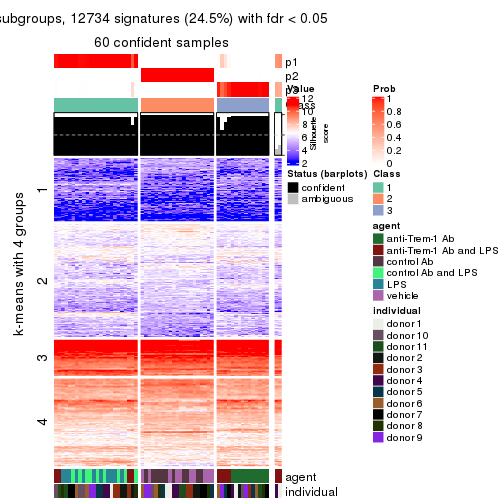 subgroups, 12734 signatures (24.5%) with fdr < 0.05
60 confident samples
p1
p2
p3
Class
Silhouette
score
k-means with 4 groups
1
2
3
4
agent
individual
Value
12
10
8
6
4
2
Status (barplots)
confident
ambiguous
Prob
1
0.8
0.6
0.4
0.2
0
Class
1
2
3
agent
anti-Trem-1 Ab
anti-Trem-1 Ab and LPS
control Ab
control Ab and LPS
LPS
vehicle
individual
donor 1
donor 10
donor 11
donor 2
donor 3
donor 4
donor 5
donor 6
donor 7
donor 8
donor 9